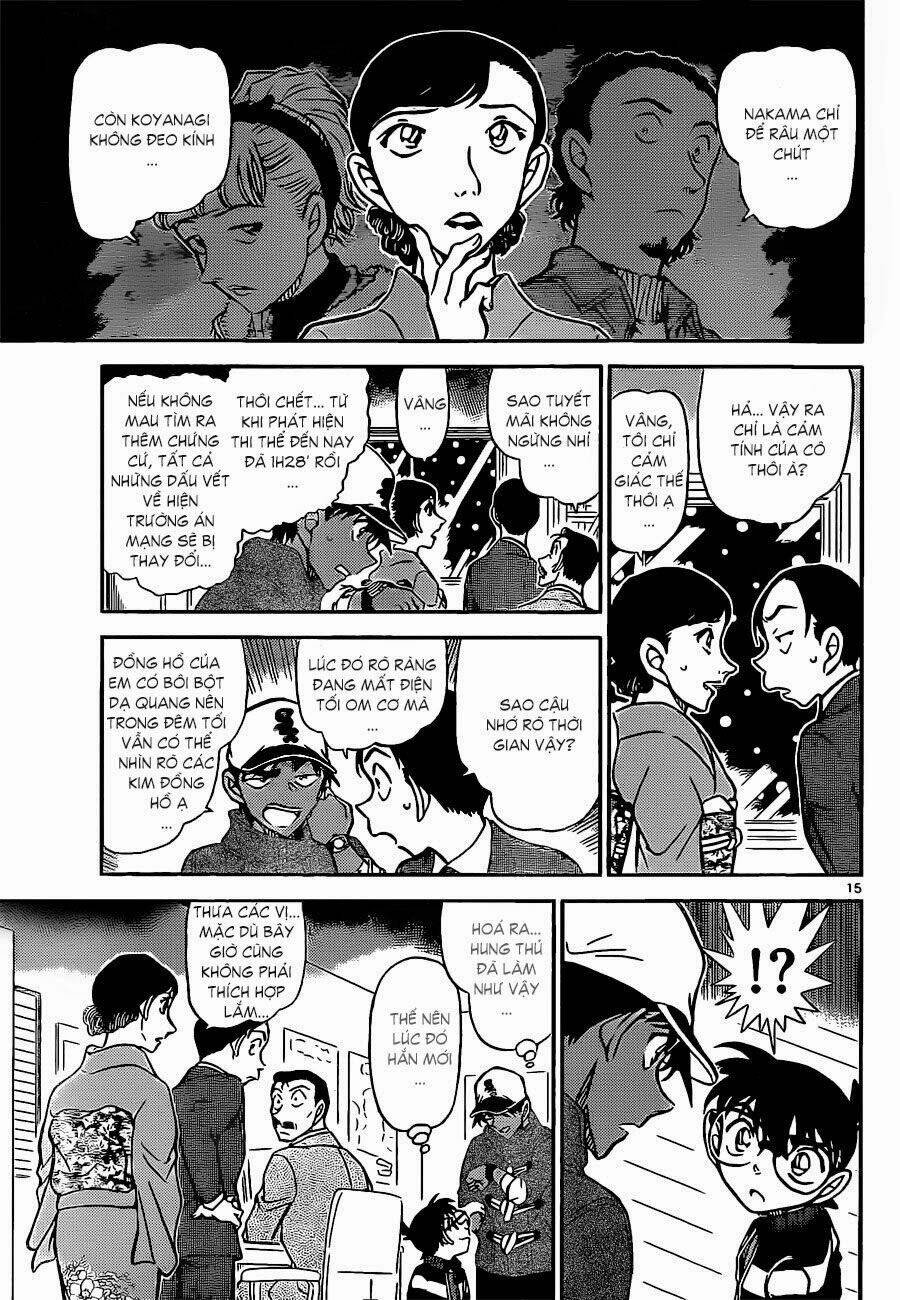 NAKAMA CHỈ
ĐỂ RÂU MỘT
CHÚT
...
CÒN KOYANAGI
KHÔNG ĐEO KÍNH
...
HẢ... VẬY RA
CHỈ LÀ CẢM
TÍNH CỦA CÔ
THÔI À?
VÂNG,
TÔI CHỈ
CẢM
GIÁC THẾ
THÔI Ạ
...
SAO TUYẾT
MÃI KHÔNG
NGỪNG NHỈ
...
VÂNG
...
THÔI CHẾT... TỪ
KHI PHÁT HIỆN
THI THỂ ĐẾN NAY
ĐÃ 1H28' RỒI
...
NẾU KHÔNG
MAU TÌM RA
THÊM CHỨNG
CỨ, TẤT CẢ
NHỮNG DẤU VẾT
VỀ HIỆN
TRƯỜNG ÁN
MẠNG SẼ BỊ
THAY ĐỔI...
SAO CẬU
NHỚ RÕ THỜI
GIAN VẬY?
LÚC ĐÓ RÕ RÀNG
ĐANG MẤT ĐIỆN
TỐI OM CƠ MÀ
...
ĐỒNG HỒ CỦA
EM CÓ BÔI BỘT
DẠ QUANG NÊN
TRONG ĐÊM TỐI
VẪN CÓ THỂ
NHÌN RÕ CÁC
KIM ĐỒNG
HỒ Ạ
...
15
!?
HOÁ RA...
HUNG THỦ
ĐÃ LÀM
NHƯ VẬY
...
THẾ NÊN
LÚC ĐÓ
HẮN MỚI
...
THƯA CÁC VỊ...
MẶC DÙ BÂY
GIỜ CŨNG
KHÔNG PHẢI
THÍCH HỢP
LẮM...